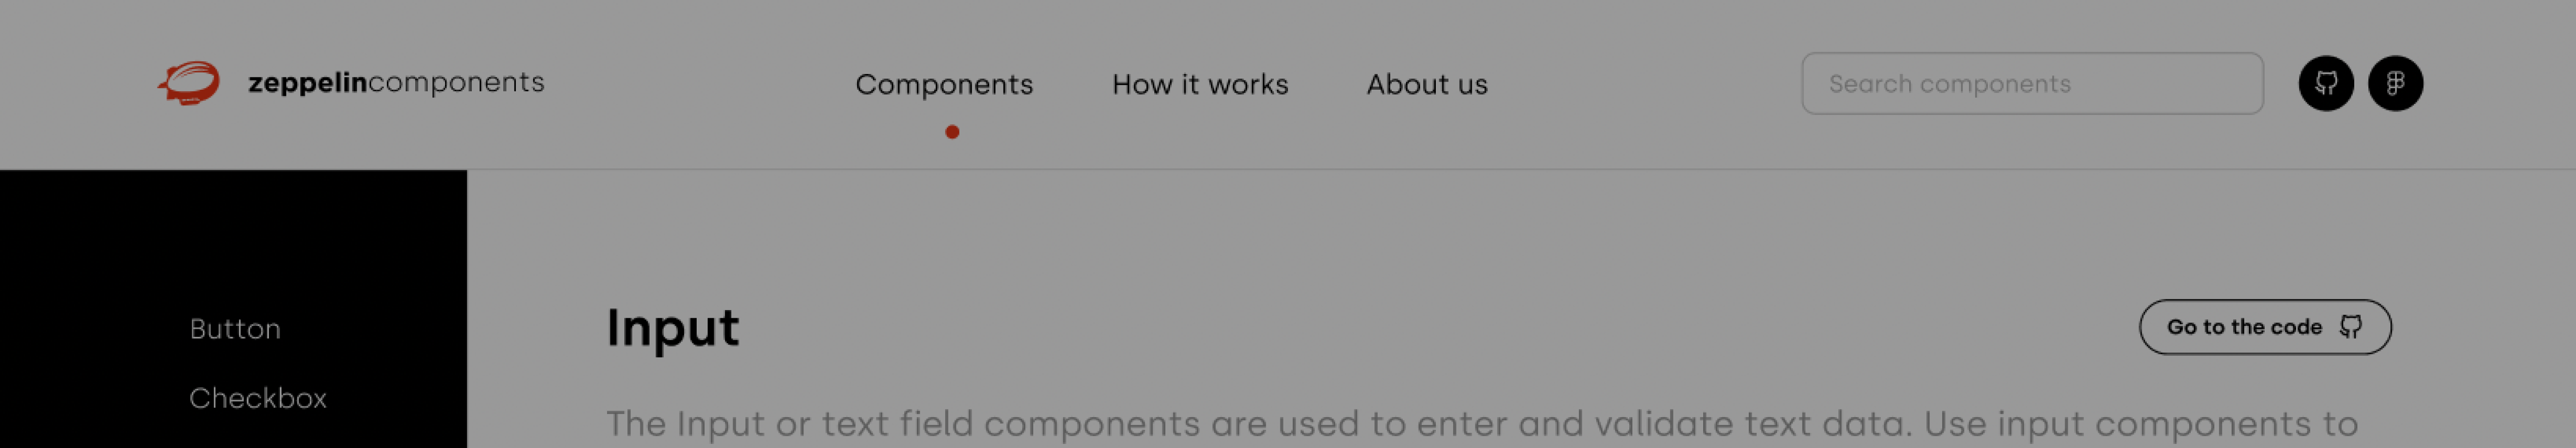 zeppelincomponents
Components
How it works
About us
Search components
Button
Checkbox
Input
Go to the code
The Input or text field components are used to enter and validate text data. Use input components to